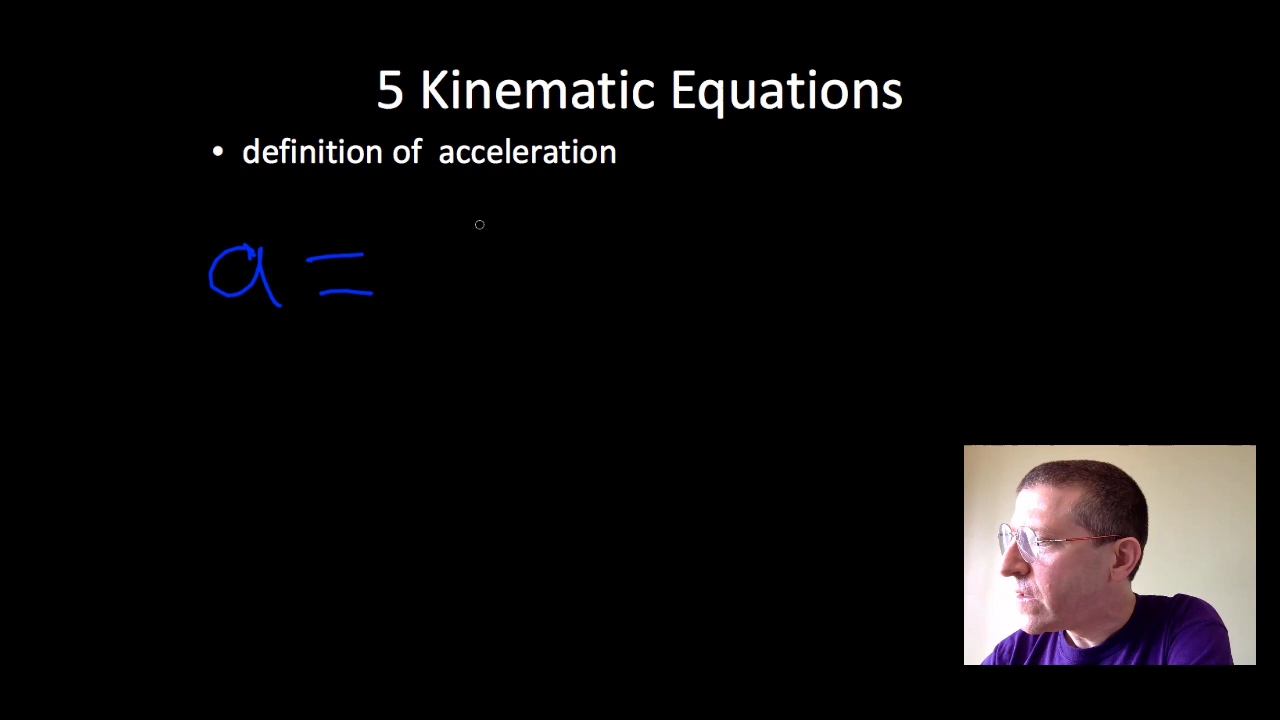 5 Kinematic Equations
• definition of acceleration
a =